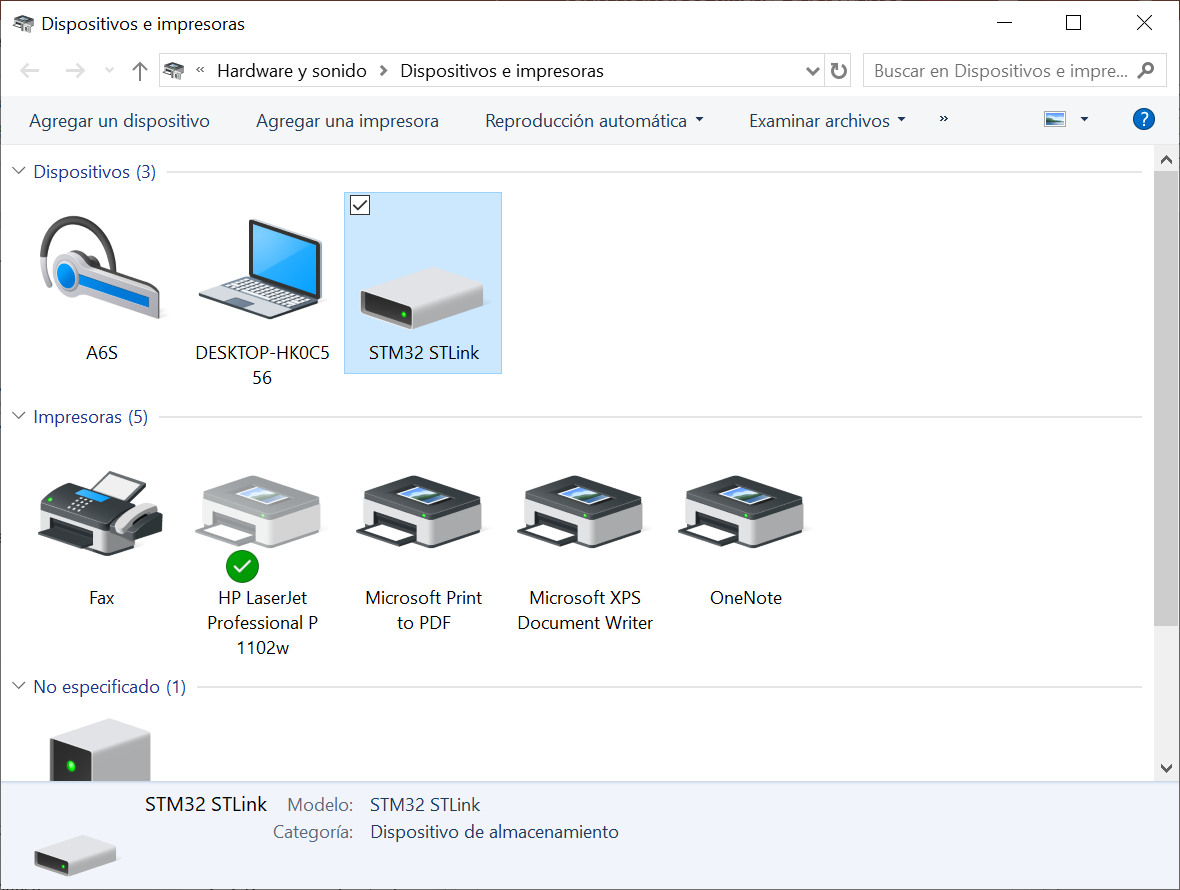 Dispositivos e impresoras
« Hardware y sonido > Dispositivos e impresoras
Buscar en Dispositivos e impre...
Agregar un dispositivo
Agregar una impresora
Reproducción automática
Examinar archivos
»
?
Dispositivos (3)
A6S
DESKTOP-HK0C5
56
STM32 STLink
Impresoras (5)
Fax
HP LaserJet
Professional P
1102w
Microsoft Print
to PDF
Microsoft XPS
Document Writer
OneNote
No especificado (1)
STM32 STLink Modelo: STM32 STLink
Categoría: Dispositivo de almacenamiento